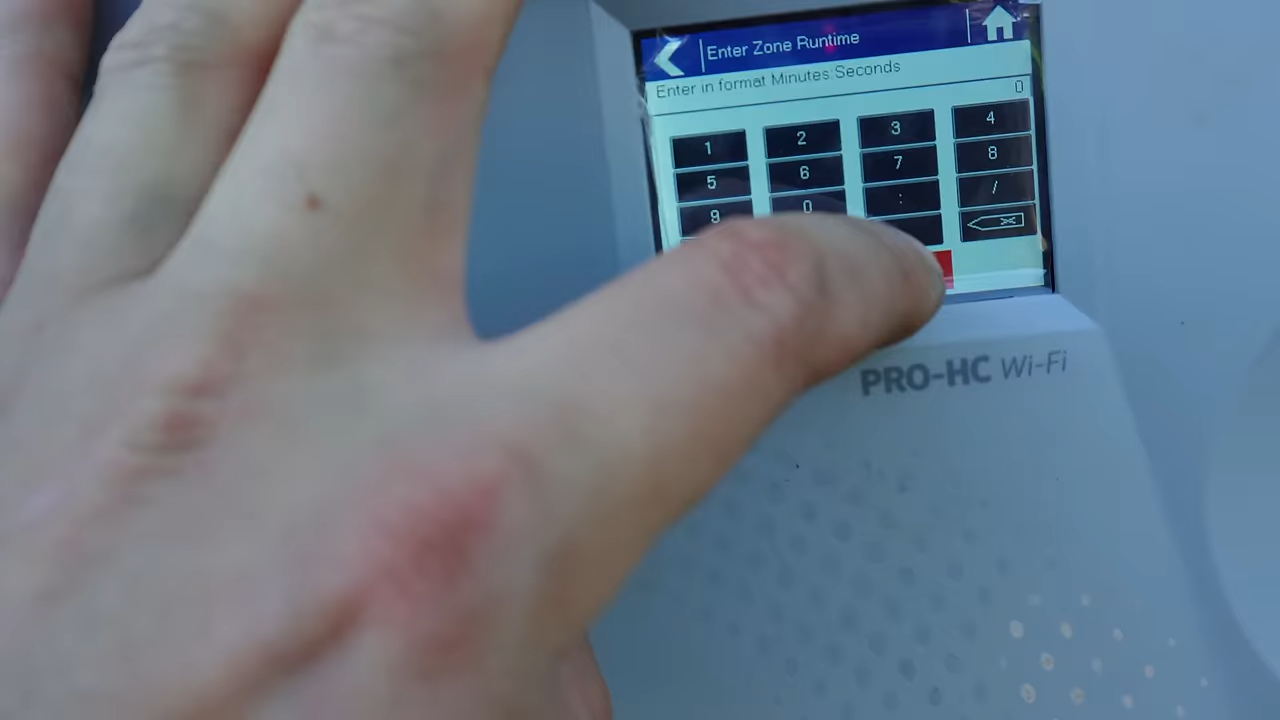 Enter Zone Runtime
Enter in format Minutes Seconds
0
1 2 3 4
5 6 7 8
9 0 : /
PRO-HC Wi-Fi